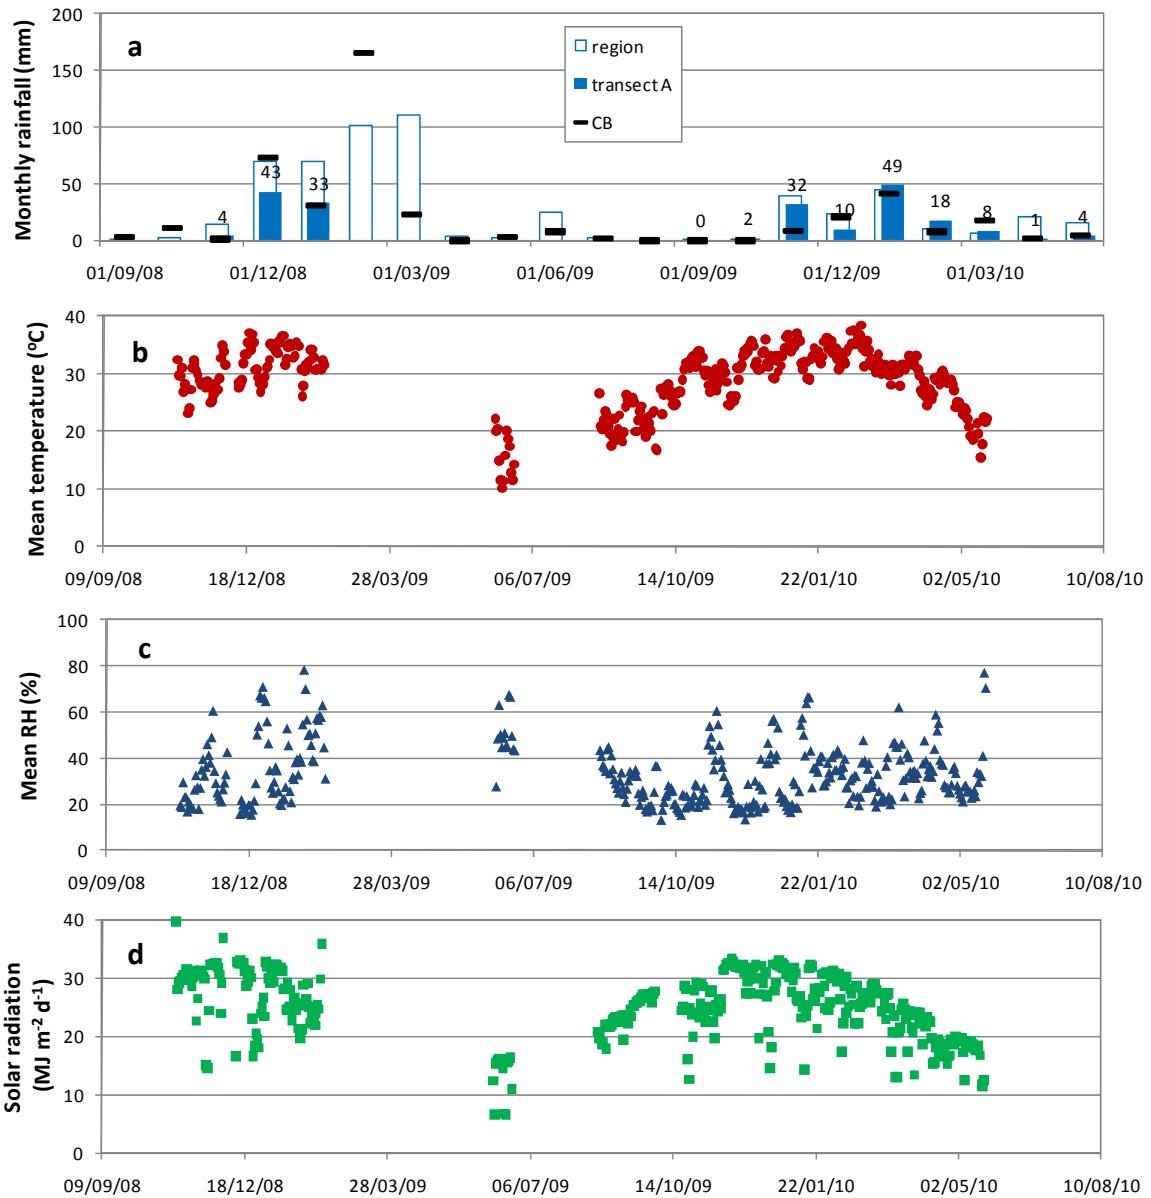 a
Monthly rainfall (mm)
200
150
100
50
0
region
transect A
CB
4
43
33
0
2
32
10
49
18
8
1
4
01/09/08 01/12/08 01/03/09 01/06/09 01/09/09 01/12/09 01/03/10
b
Mean temperature (ºC)
40
30
20
10
0
09/09/08 18/12/08 28/03/09 06/07/09 14/10/09 22/01/10 02/05/10 10/08/10
c
Mean RH (%)
100
80
60
40
20
0
09/09/08 18/12/08 28/03/09 06/07/09 14/10/09 22/01/10 02/05/10 10/08/10
d
Solar radiation
(MJ m⁻² d⁻¹)
40
30
20
10
0
09/09/08 18/12/08 28/03/09 06/07/09 14/10/09 22/01/10 02/05/10 10/08/10